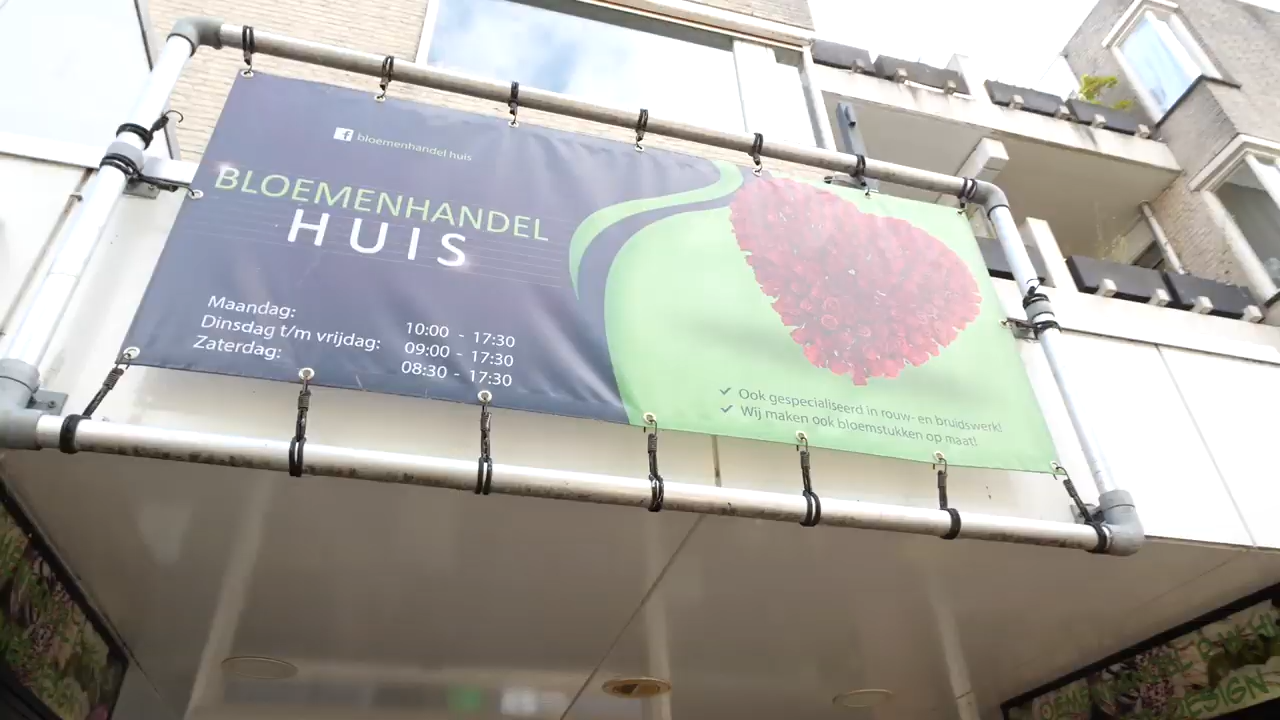 f bloemenhandel huis
BLOEMENHANDEL
HUIS
Maandag: 10:00 - 17:30
Dinsdag t/m vrijdag: 09:00 - 17:30
Zaterdag: 08:30 - 17:30
✓ Ook gespecialiseerd in rouw- en bruidswerk!
✓ Wij maken ook bloemstukken op maat!
DESIGN